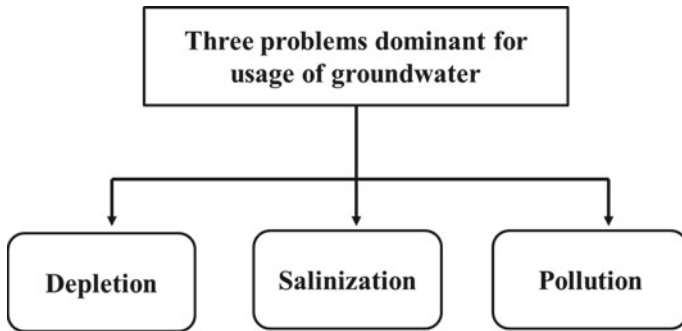 Three problems dominant for
usage of groundwater
Depletion
Salinization
Pollution